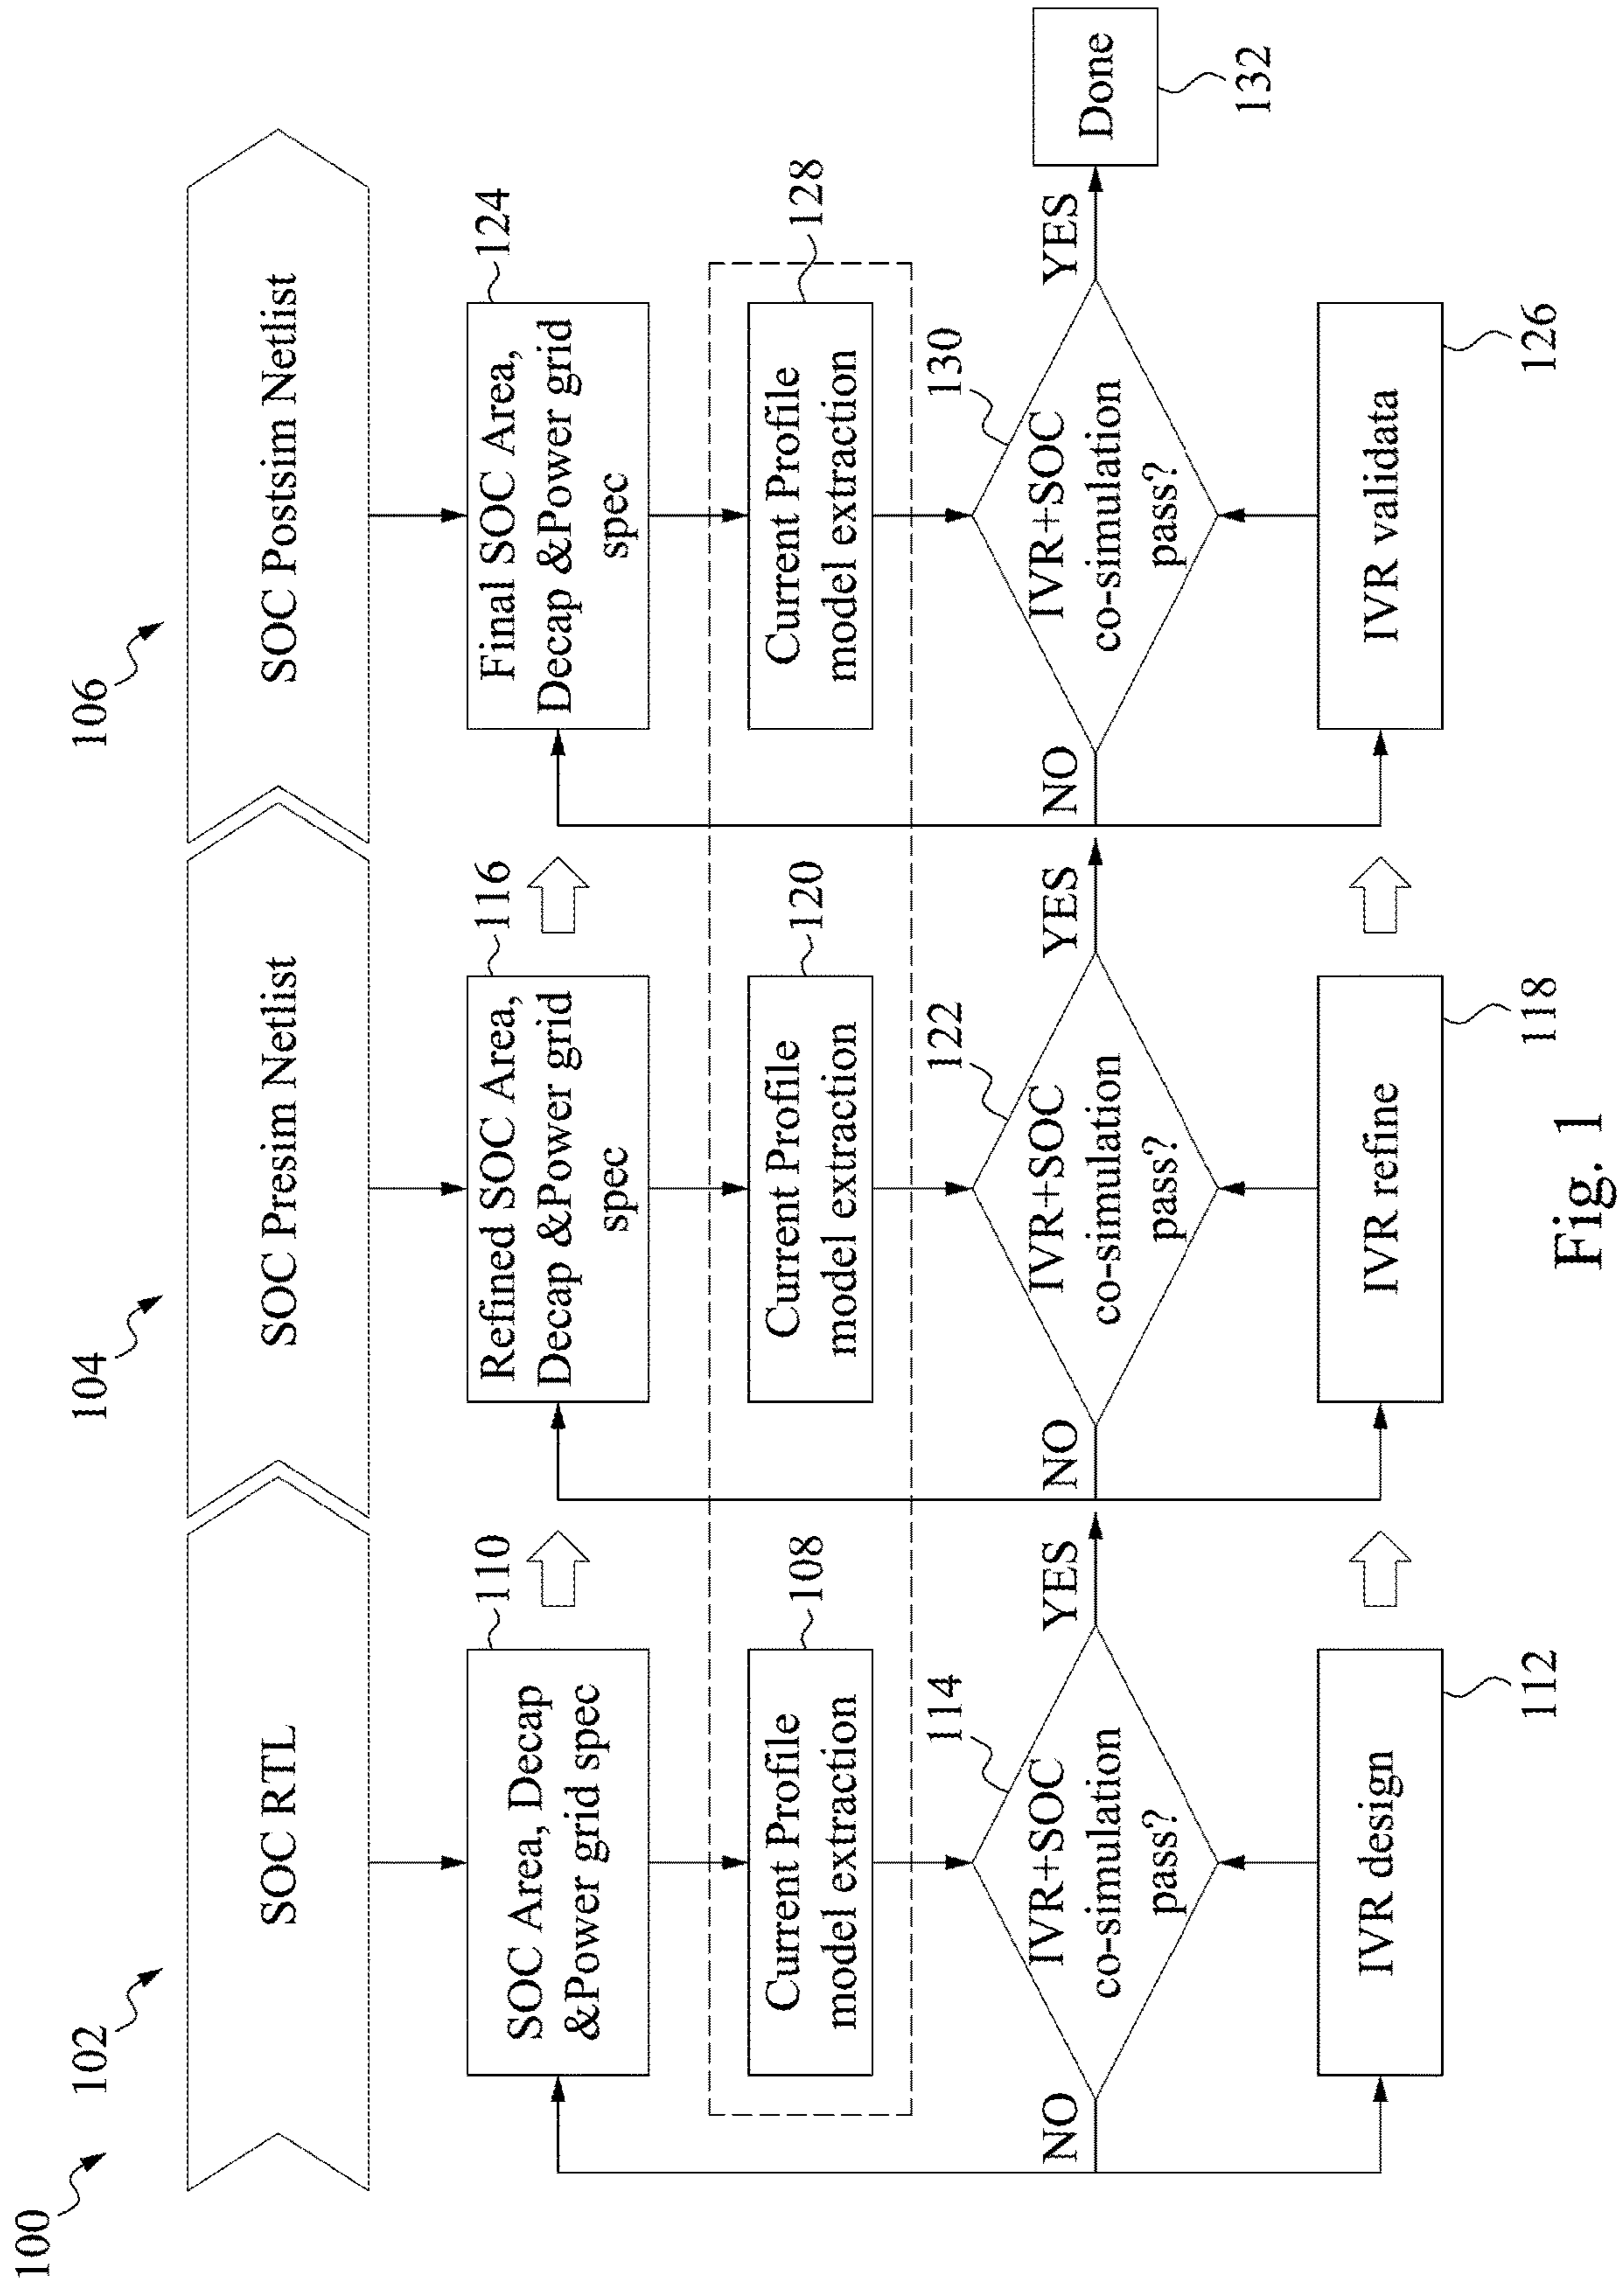 100
102
104
106
SOC RTL
SOC Presim Netlist
SOC Postsim Netlist
110
116
124
SOC Area, Decap
&Power grid spec
Refined SOC Area,
Decap &Power grid
spec
Final SOC Area,
Decap &Power grid
spec
108
120
128
Current Profile
model extraction
Current Profile
model extraction
Current Profile
model extraction
114
122
130
NO
IVR+SOC
co-simulation
pass?
YES
NO
IVR+SOC
co-simulation
pass?
YES
NO
IVR+SOC
co-simulation
pass?
YES
Done
132
IVR design
IVR refine
IVR validata
112
118
126
Fig. 1